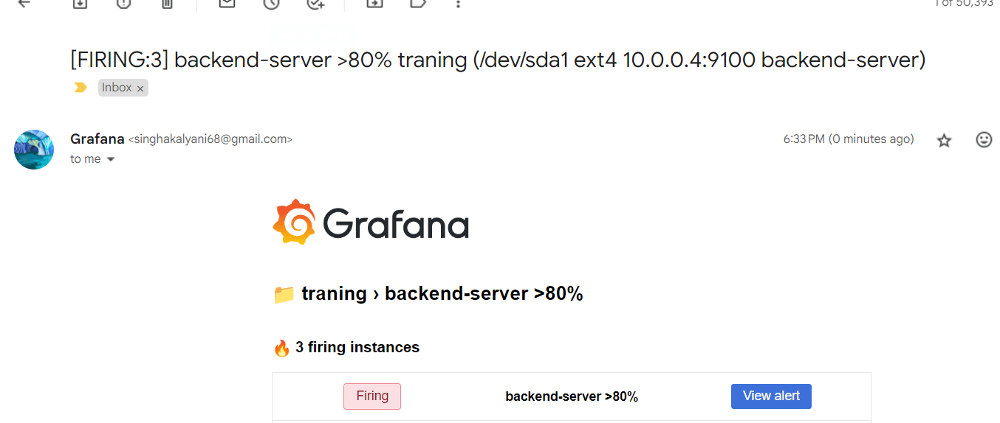 1 of 50,393
[FIRING:3] backend-server >80% traning (/dev/sda1 ext4 10.0.0.4:9100 backend-server)
Inbox ×
Grafana <singhakalyani68@gmail.com>
6:33 PM (0 minutes ago)
to me
Grafana
traning › backend-server >80%
3 firing instances
Firing
backend-server >80%
View alert